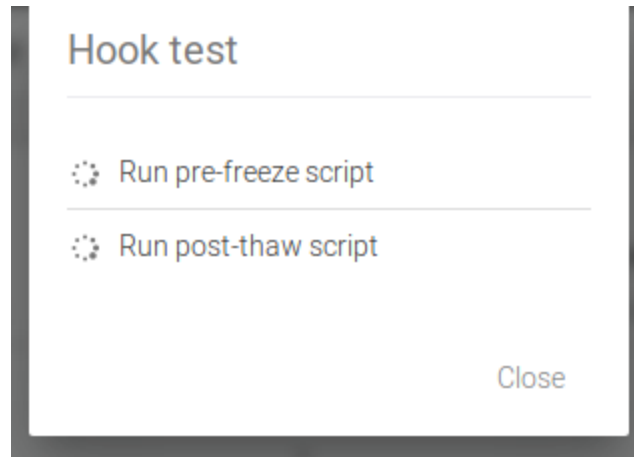 Hook test
Run pre-freeze script
Run post-thaw script
Close